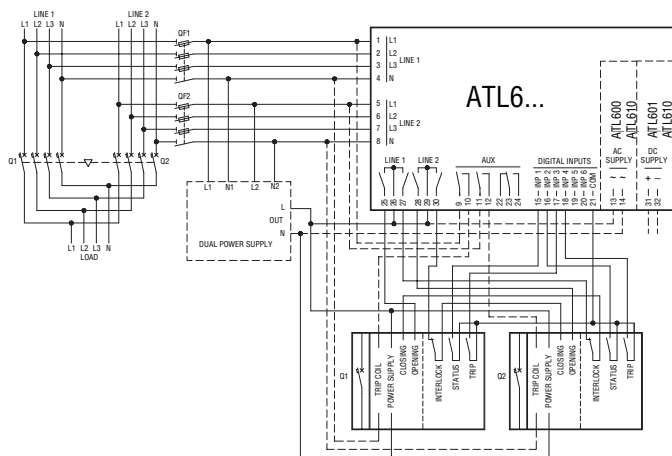 LINE 1
L1 L2 L3 N
LINE 2
L1 L2 L3 N
QF1
QF2
1 L1
2 L2
3 L3
4 N
LINE 1
5 L1
6 L2
7 L3
8 N
LINE 2
ATL6...
ATL600
ATL610
ATL601
ATL610
AC
SUPPLY
~ ~
DC
SUPPLY
+ –
LINE 1
LINE 2
AUX
DIGITAL INPUTS
INP 1
INP 2
INP 3
INP 4
INP 5
INP 6
COM
25 26 27 28 29 30
9 10 11 12 22 23 24
15 16 17 18 19 20 21
13 14
31 32
Q1
Q2
L1 L2 L3 N
LOAD
L1 N1 L2 N2
L
OUT
N
DUAL POWER SUPPLY
Q1
TRIP COIL
POWER SUPPLY
CLOSING
OPENING
INTERLOCK
STATUS
TRIP
Q2
TRIP COIL
POWER SUPPLY
CLOSING
OPENING
INTERLOCK
STATUS
TRIP